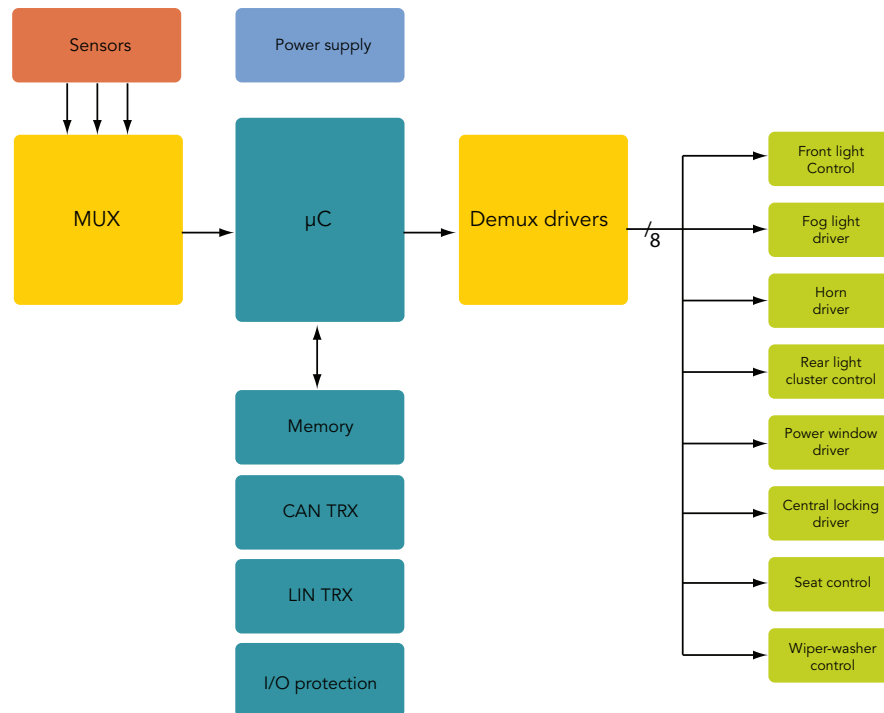 Sensors
Power supply
MUX
µC
Demux drivers
8
Front light
Control
Fog light
driver
Horn
driver
Rear light
cluster control
Power window
driver
Central locking
driver
Seat control
Wiper-washer
control
Memory
CAN TRX
LIN TRX
I/O protection